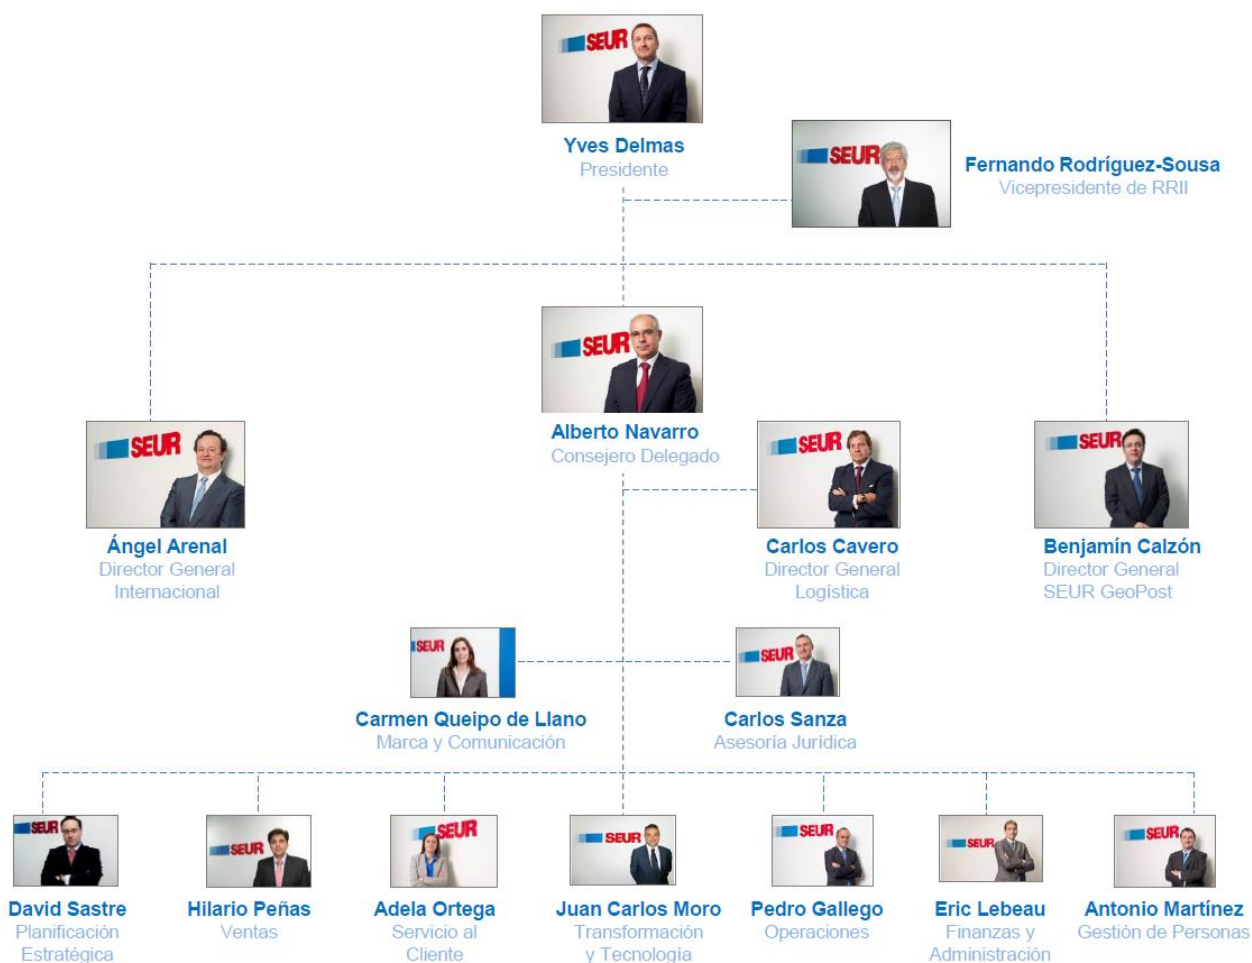 SEUR
Yves Delmas
Presidente
SEUR
Fernando Rodríguez-Sousa
Vicepresidente de RRII
SEUR
Alberto Navarro
Consejero Delegado
SEUR
Ángel Arenal
Director General
Internacional
SEUR
Carlos Cavero
Director General
Logística
SEUR
Benjamín Calzón
Director General
SEUR GeoPost
SEUR
Carmen Queipo de Llano
Marca y Comunicación
SEUR
Carlos Sanza
Asesoría Jurídica
SEUR
David Sastre
Planificación
Estratégica
SEUR
Hilario Peñas
Ventas
SEUR
Adela Ortega
Servicio al
Cliente
SEUR
Juan Carlos Moro
Transformación
y Tecnología
SEUR
Pedro Gallego
Operaciones
SEUR
Eric Lebeau
Finanzas y
Administración
SEUR
Antonio Martínez
Gestión de Personas